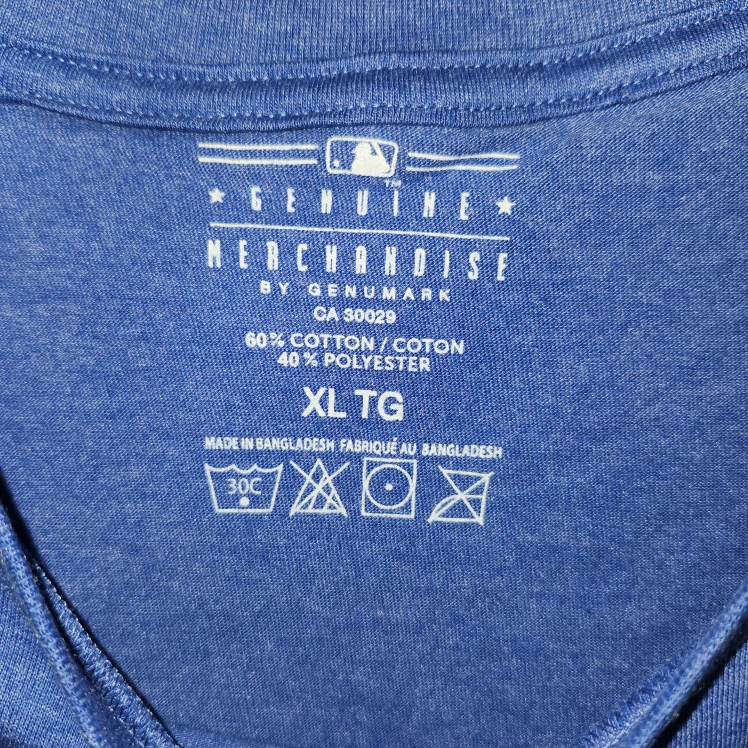 TM
GENUINE
MERCHANDISE
BY GENUMARK
CA 30029
60% COTTON / COTON
40% POLYESTER
XL TG
MADE IN BANGLADESH FABRIQUÉ AU BANGLADESH
30C